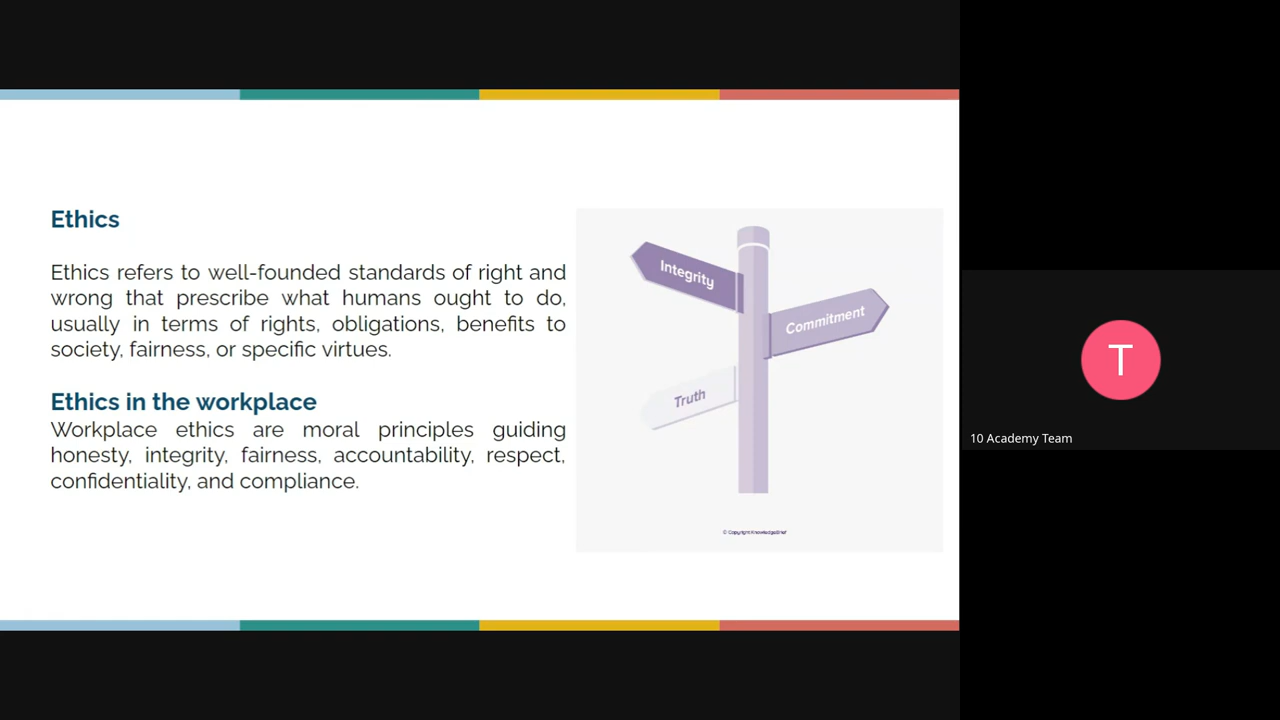 Ethics
Ethics refers to well-founded standards of right and
wrong that prescribe what humans ought to do,
usually in terms of rights, obligations, benefits to
society, fairness, or specific virtues.
Ethics in the workplace
Workplace ethics are moral principles guiding
honesty, integrity, fairness, accountability, respect,
confidentiality, and compliance.
Integrity
Commitment
Truth
© Copyright KnowledgeBrief
T
10 Academy Team